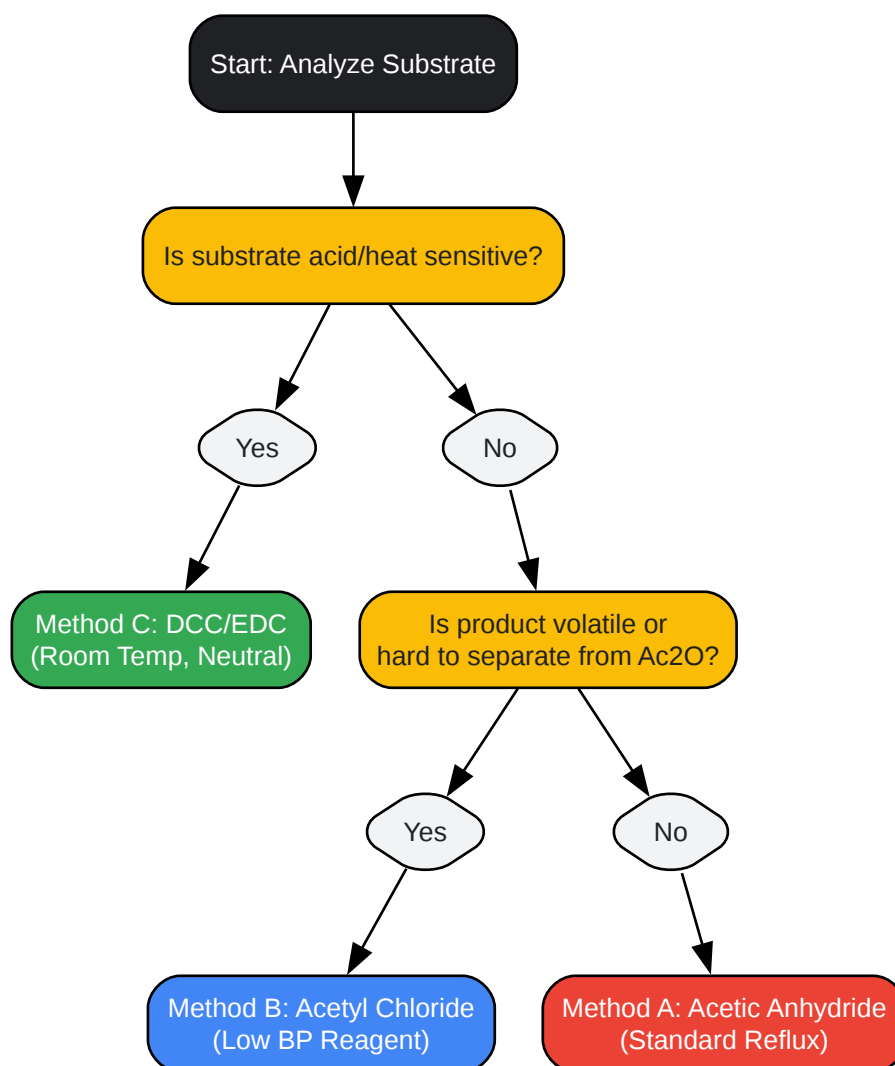 Start: Analyze Substrate
Is substrate acid/heat sensitive?
Yes
No
Method C: DCC/EDC
(Room Temp, Neutral)
Is product volatile or
hard to separate from Ac2O?
Yes
No
Method B: Acetyl Chloride
(Low BP Reagent)
Method A: Acetic Anhydride
(Standard Reflux)